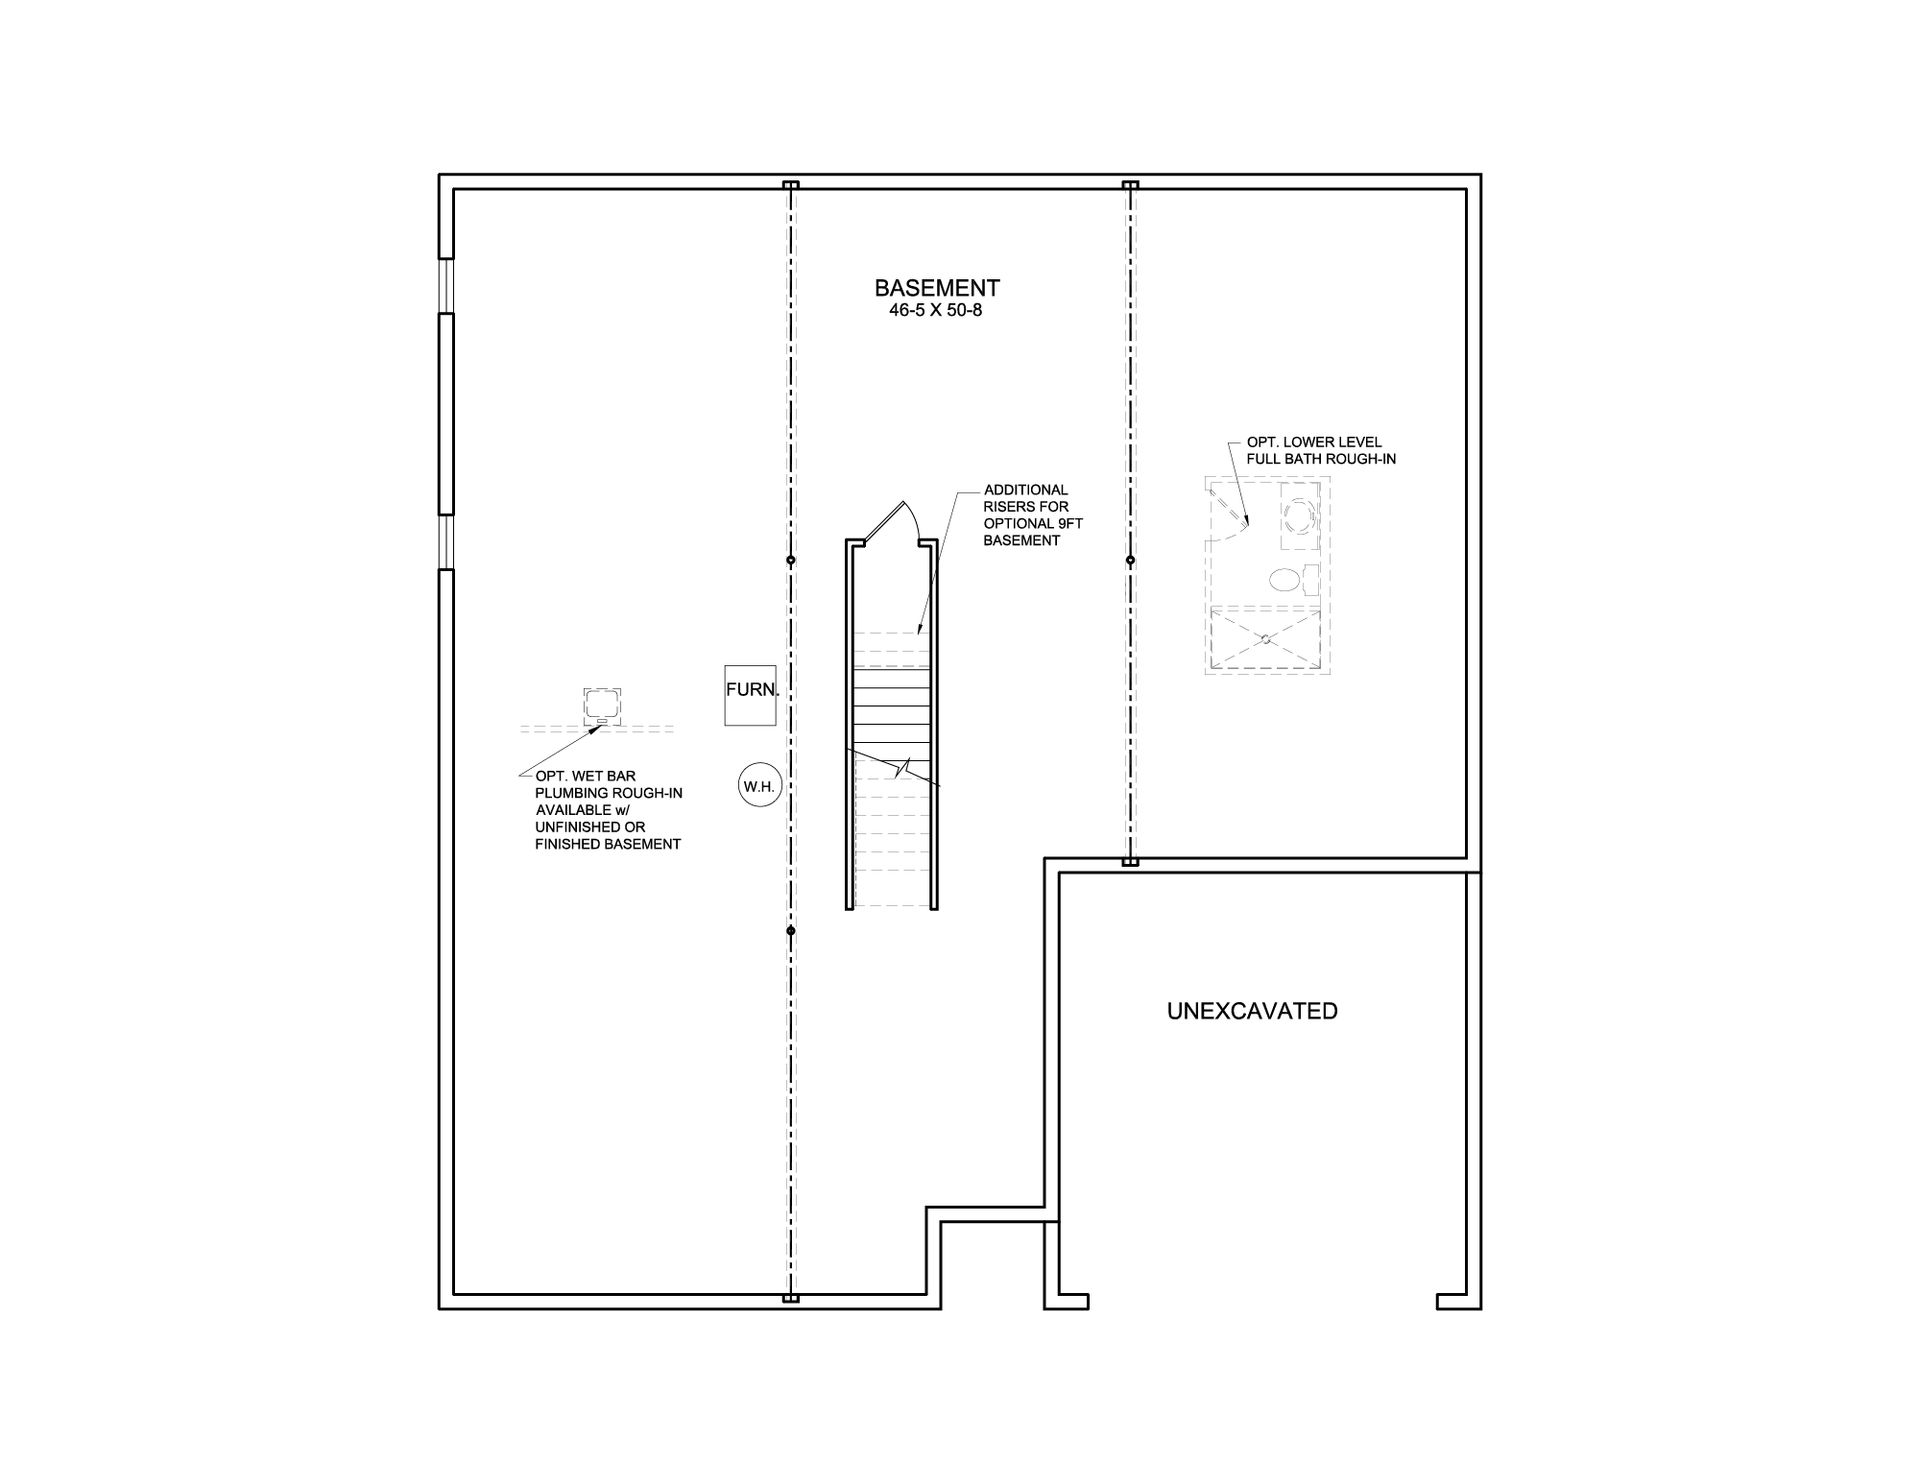 BASEMENT
46-5 X 50-8
OPT. LOWER LEVEL
FULL BATH ROUGH-IN
ADDITIONAL
RISERS FOR
OPTIONAL 9FT
BASEMENT
FURN.
W.H.
OPT. WET BAR
PLUMBING ROUGH-IN
AVAILABLE w/
UNFINISHED OR
FINISHED BASEMENT
UNEXCAVATED